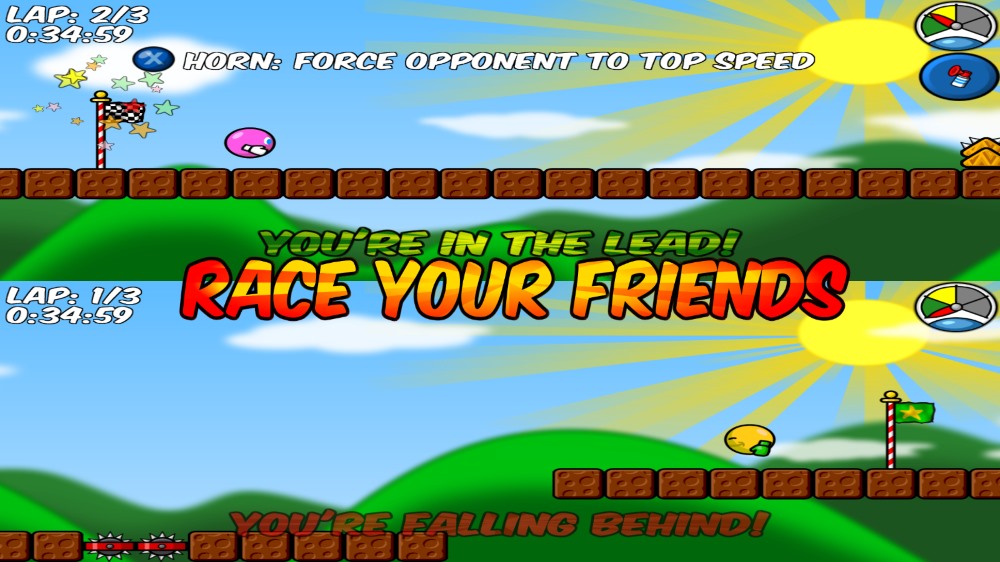 LAP: 2/3
0:34:59
HORN: FORCE OPPONENT TO TOP SPEED
YOU'RE IN THE LEAD!
RACE YOUR FRIENDS
LAP: 1/3
0:34:59
YOU'RE FALLING BEHIND!